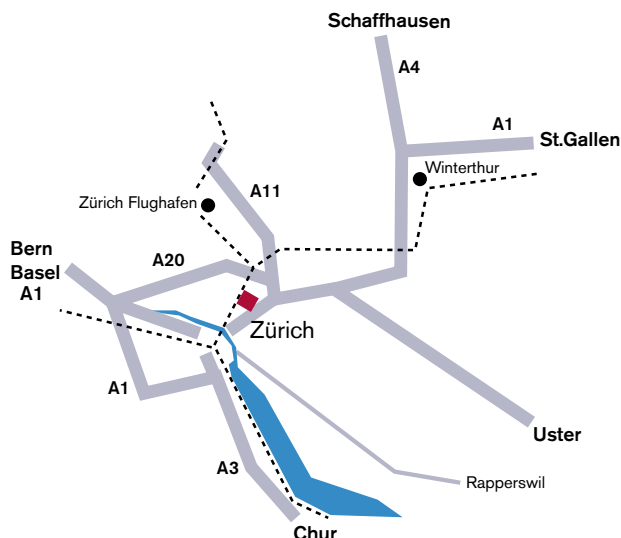 Schaffhausen
A4
A1
St.Gallen
Winterthur
A11
Zürich Flughafen
Bern
Basel
A1
A20
Zürich
A1
Uster
A3
Rapperswil
Chur